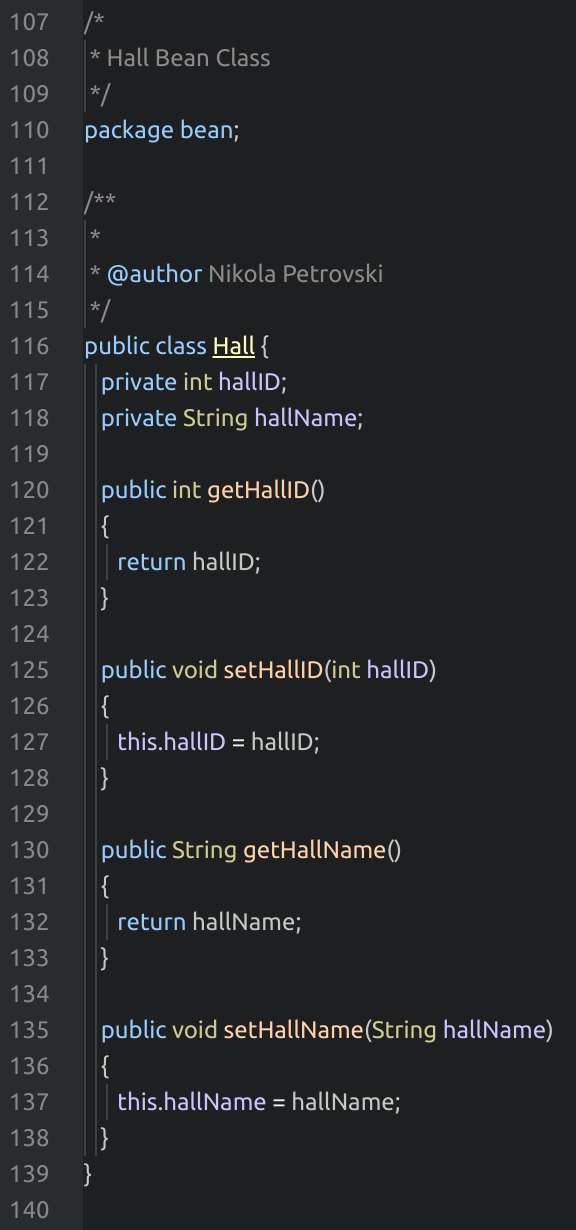 107 /*
108 * Hall Bean Class
109 */
110 package bean;
111
112 /**
113 *
114 * @author Nikola Petrovski
115 */
116 public class Hall {
117 private int hallID;
118 private String hallName;
119
120 public int getHallID()
121 {
122 return hallID;
123 }
124
125 public void setHallID(int hallID)
126 {
127 this.hallID = hallID;
128 }
129
130 public String getHallName()
131 {
132 return hallName;
133 }
134
135 public void setHallName(String hallName)
136 {
137 this.hallName = hallName;
138 }
139 }
140